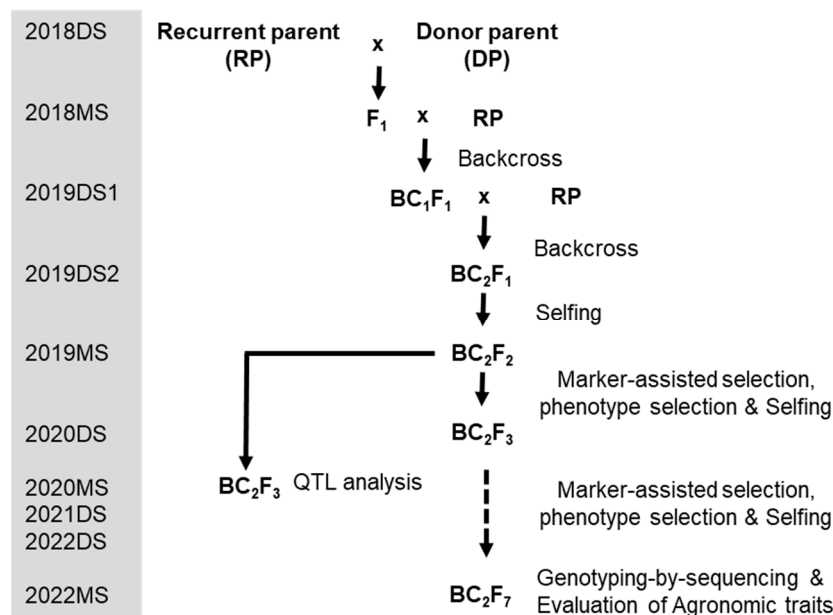 2018DS Recurrent parent x Donor parent
(RP) (DP)
2018MS F₁ x RP
Backcross
2019DS1 BC₁F₁ x RP
Backcross
2019DS2 BC₂F₁
Selfing
2019MS BC₂F₂
Marker-assisted selection,
phenotype selection & Selfing
2020DS BC₂F₃
2020MS BC₂F₃ QTL analysis Marker-assisted selection,
2021DS phenotype selection & Selfing
2022DS
2022MS BC₂F₇ Genotyping-by-sequencing &
Evaluation of Agronomic traits